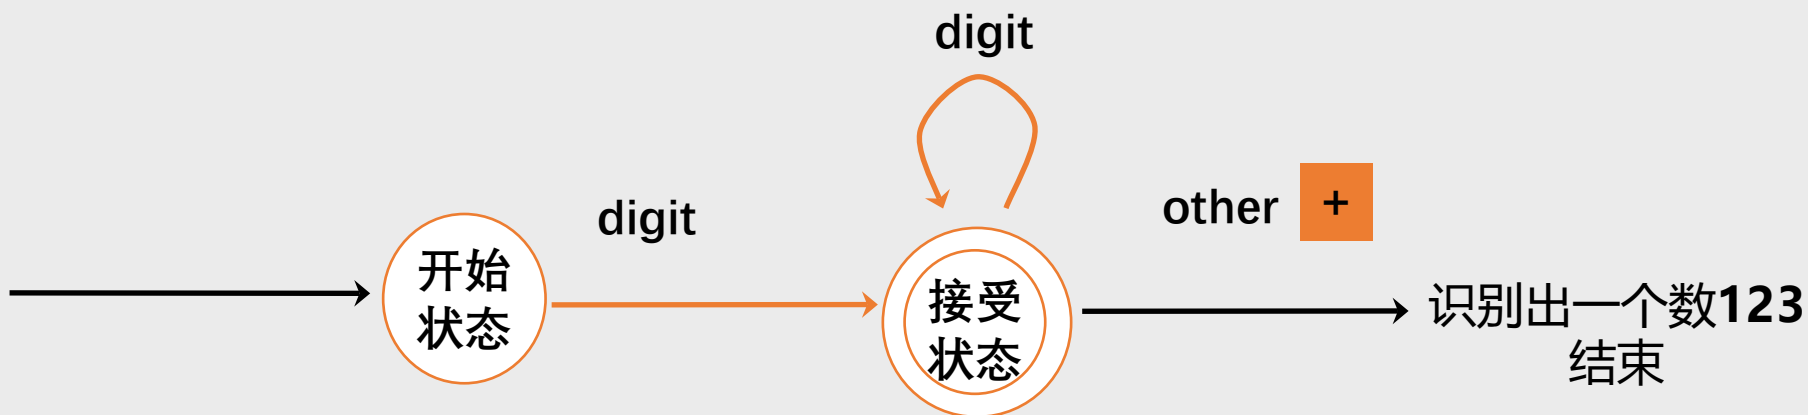 digit
digit
other +
开始
状态
接受
状态
识别出一个数123
结束